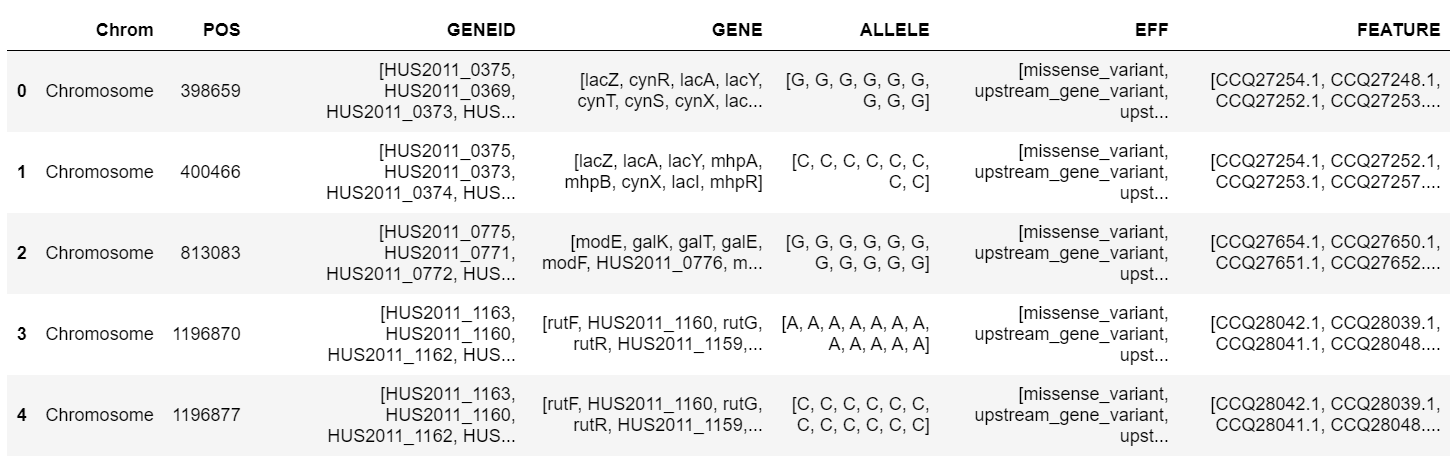 Chrom POS GENEID GENE ALLELE EFF FEATURE
[HUS2011_0375,
0 Chromosome 398659 HUS2011_0369, [lacZ, cynR, lacA, lacY, [G, G, G, G, G, G, [missense_variant, [CCQ27254.1, CCQ27248.1,
HUS2011_0373, HUS... cynT, cynS, cynX, lac... G, G, G] upstream_gene_variant, CCQ27252.1, CCQ27253....
upst...
[HUS2011_0375,
1 Chromosome 400466 HUS2011_0373, [lacZ, lacA, lacY, mhpA, [C, C, C, C, C, C, [missense_variant, [CCQ27254.1, CCQ27252.1,
HUS2011_0374, HUS... mhpB, cynX, lacI, mhpR] C, C] upstream_gene_variant, CCQ27253.1, CCQ27257....
upst...
[HUS2011_0775,
2 Chromosome 813083 HUS2011_0771, [modE, galK, galT, galE, [G, G, G, G, G, G, [missense_variant, [CCQ27654.1, CCQ27650.1,
HUS2011_0772, HUS... modF, HUS2011_0776, m... G, G, G, G, G] upstream_gene_variant, CCQ27651.1, CCQ27652....
upst...
[HUS2011_1163,
3 Chromosome 1196870 HUS2011_1160, [rutF, HUS2011_1160, rutG, [A, A, A, A, A, A, A, [missense_variant, [CCQ28042.1, CCQ28039.1,
HUS2011_1162, HUS... rutR, HUS2011_1159,... A, A, A, A, A] upstream_gene_variant, CCQ28041.1, CCQ28048....
upst...
[HUS2011_1163,
4 Chromosome 1196877 HUS2011_1160, [rutF, HUS2011_1160, rutG, [C, C, C, C, C, C, [missense_variant, [CCQ28042.1, CCQ28039.1,
HUS2011_1162, HUS... rutR, HUS2011_1159,... C, C, C, C, C, C] upstream_gene_variant, CCQ28041.1, CCQ28048....
upst...